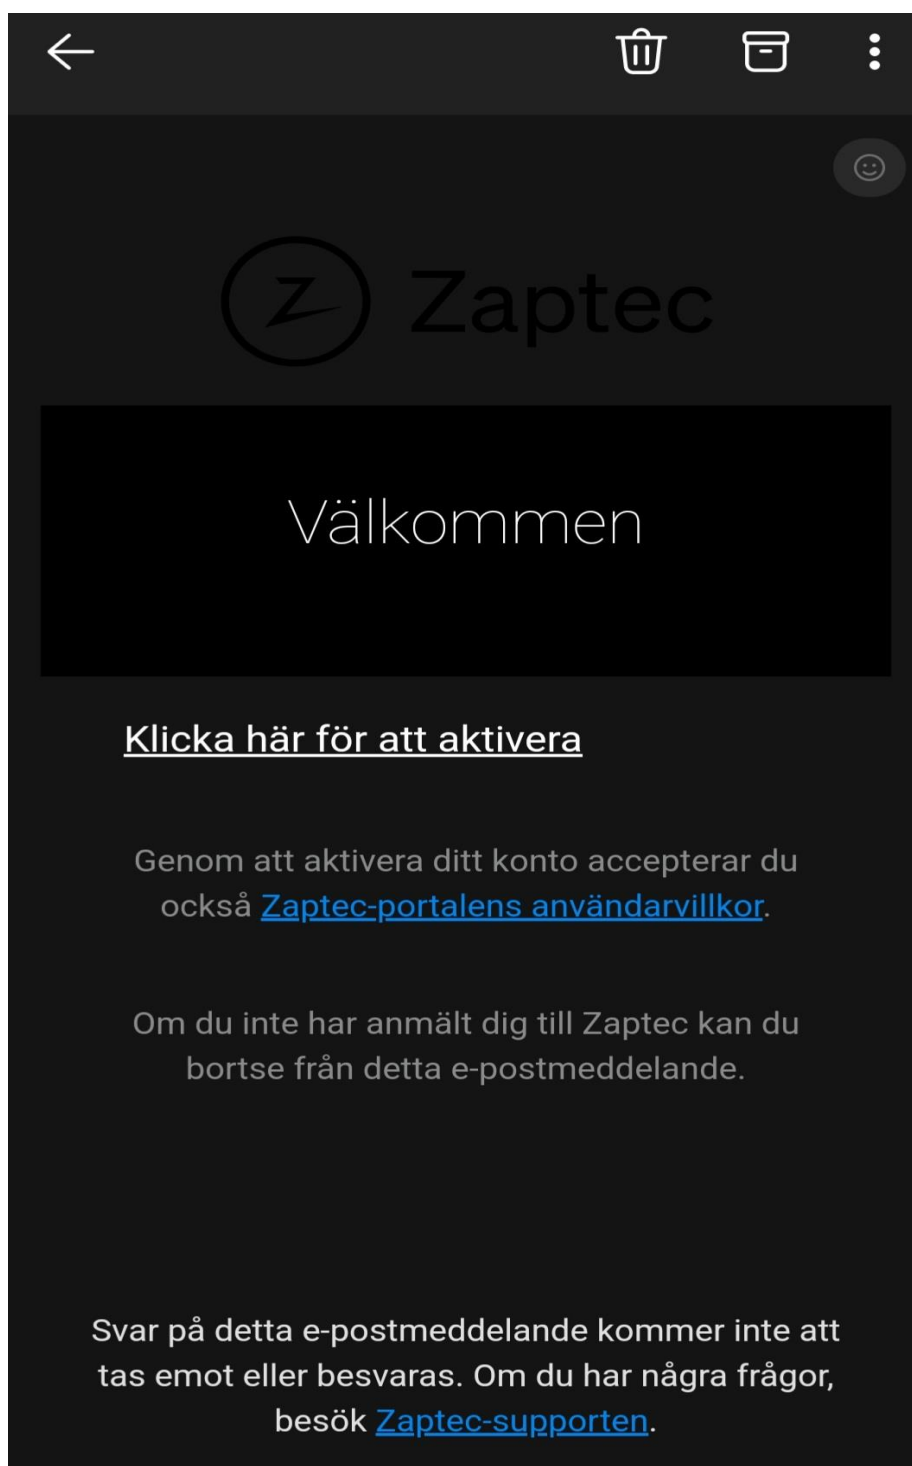 Zaptec
Välkommen
Klicka här för att aktivera
Genom att aktivera ditt konto accepterar du
också Zaptec-portalens användarvillkor.
Om du inte har anmält dig till Zaptec kan du
bortse från detta e-postmeddelande.
Svar på detta e-postmeddelande kommer inte att
tas emot eller besvaras. Om du har några frågor,
besök Zaptec-supporten.